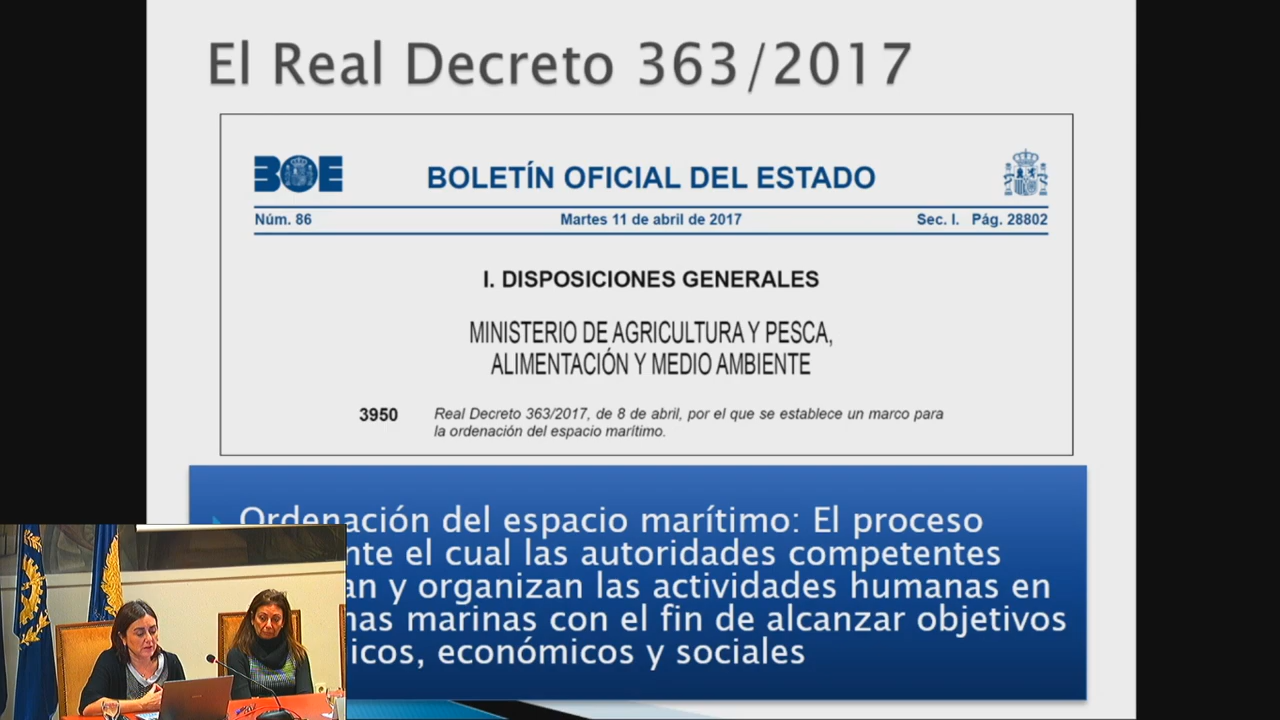 El Real Decreto 363/2017
BOE
BOLETÍN OFICIAL DEL ESTADO
Núm. 86 Martes 11 de abril de 2017 Sec. I. Pág. 28802
I. DISPOSICIONES GENERALES
MINISTERIO DE AGRICULTURA Y PESCA,
ALIMENTACIÓN Y MEDIO AMBIENTE
3950 Real Decreto 363/2017, de 8 de abril, por el que se establece un marco para
la ordenación del espacio marítimo.
Ordenación del espacio marítimo: El proceso
nte el cual las autoridades competentes
an y organizan las actividades humanas en
nas marinas con el fin de alcanzar objetivos
icos, económicos y sociales